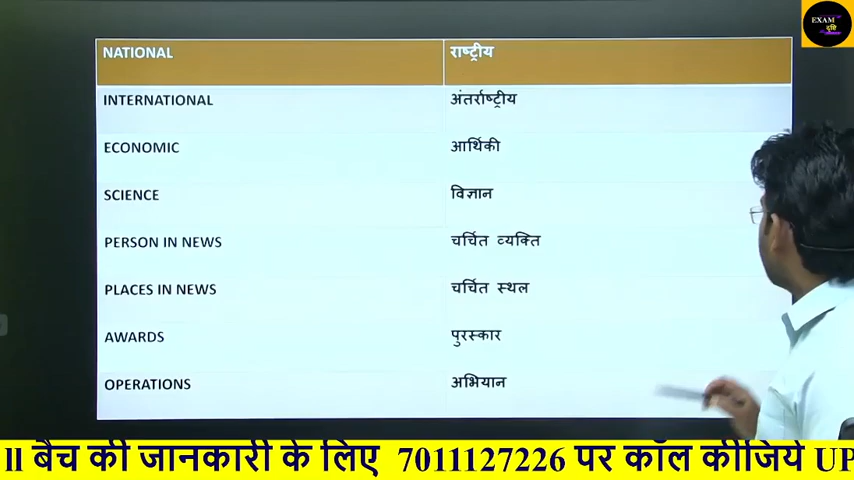 EXAM
दृष्टि
NATIONAL राष्ट्रीय
INTERNATIONAL अंतर्राष्ट्रीय
ECONOMIC आर्थिकी
SCIENCE विज्ञान
PERSON IN NEWS चर्चित व्यक्ति
PLACES IN NEWS चर्चित स्थल
AWARDS पुरस्कार
OPERATIONS अभियान
ll बैच की जानकारी के लिए 7011127226 पर कॉल कीजिये UP